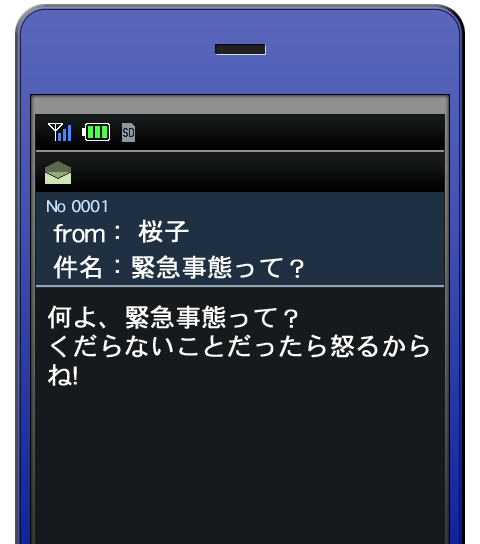 SD
No 0001
from： 桜子
件名：緊急事態って？
何よ、緊急事態って？
くだらないことだったら怒るから
ね!